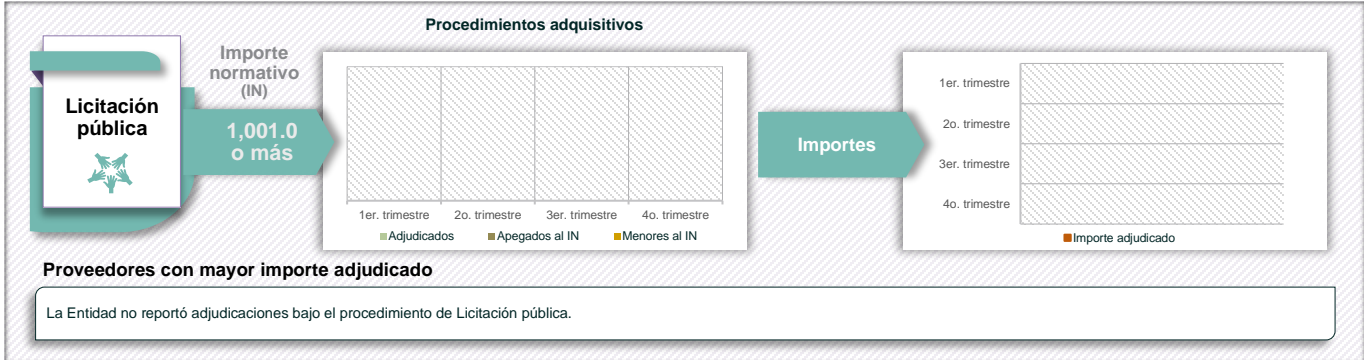 Procedimientos adquisitivos
Licitación
pública
Importe
normativo
(IN)
1,001.0
o más
1er. trimestre 2o. trimestre 3er. trimestre 4o. trimestre
Adjudicados Apegados al IN Menores al IN
Importes
1er. trimestre
2o. trimestre
3er. trimestre
4o. trimestre
Importe adjudicado
Proveedores con mayor importe adjudicado
La Entidad no reportó adjudicaciones bajo el procedimiento de Licitación pública.